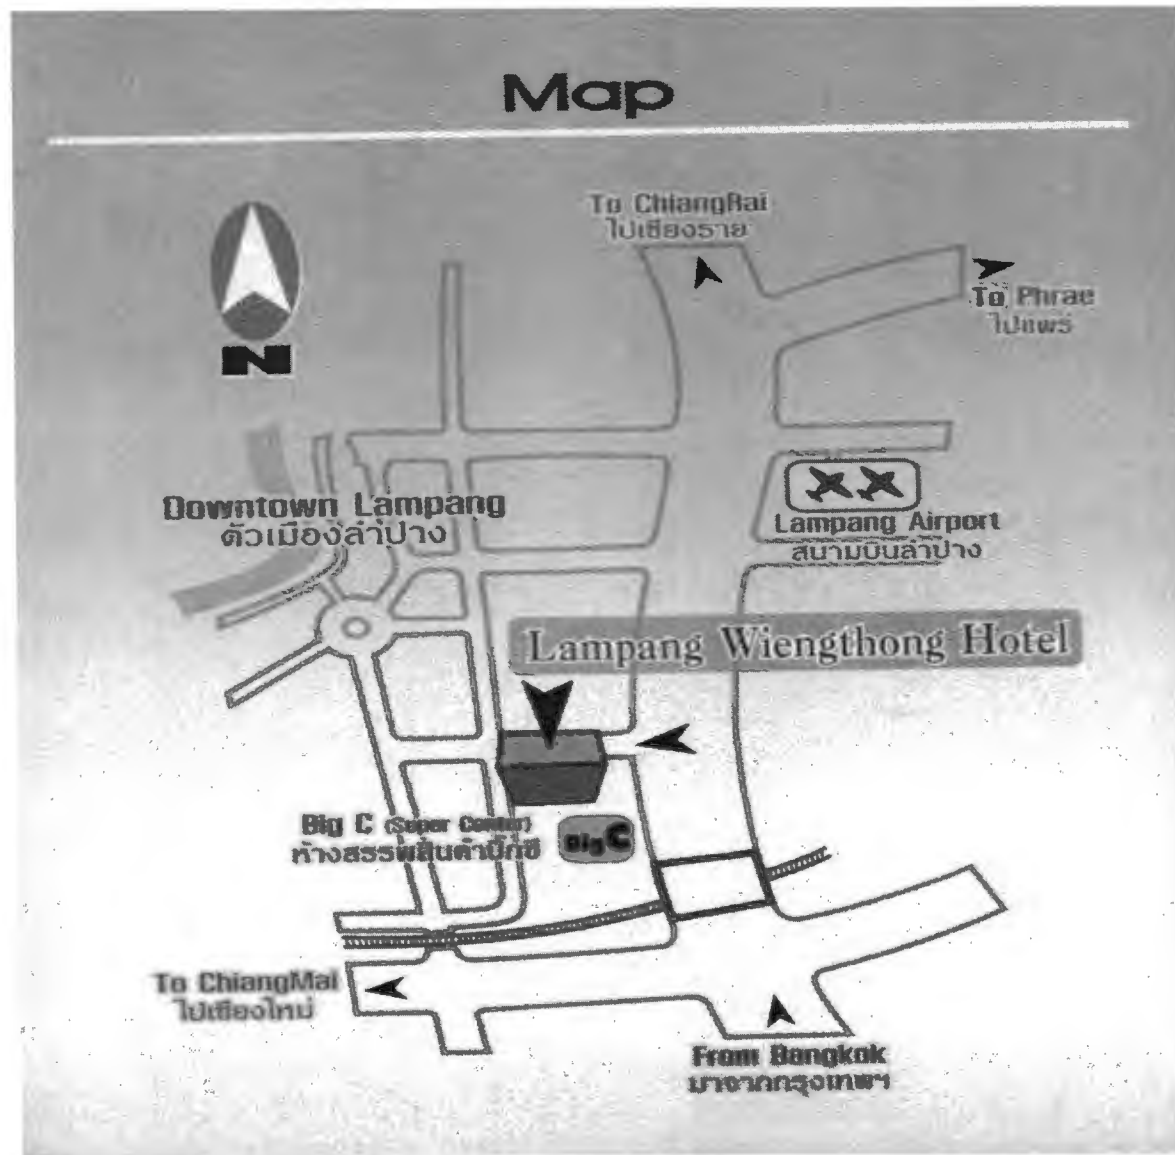 Map
To ChiangRai
ไปเชียงราย
To Phrae
ไปแพร่
N
Downtown Lampang
ตัวเมืองลำปาง
Lampang Airport
สนามบินลำปาง
Lampang Wiengthong Hotel
Big C (Super Center)
ห้างสรรพสินค้าบิ๊กซี
Big C
To ChiangMai
ไปเชียงใหม่
From Bangkok
มาจากกรุงเทพฯ